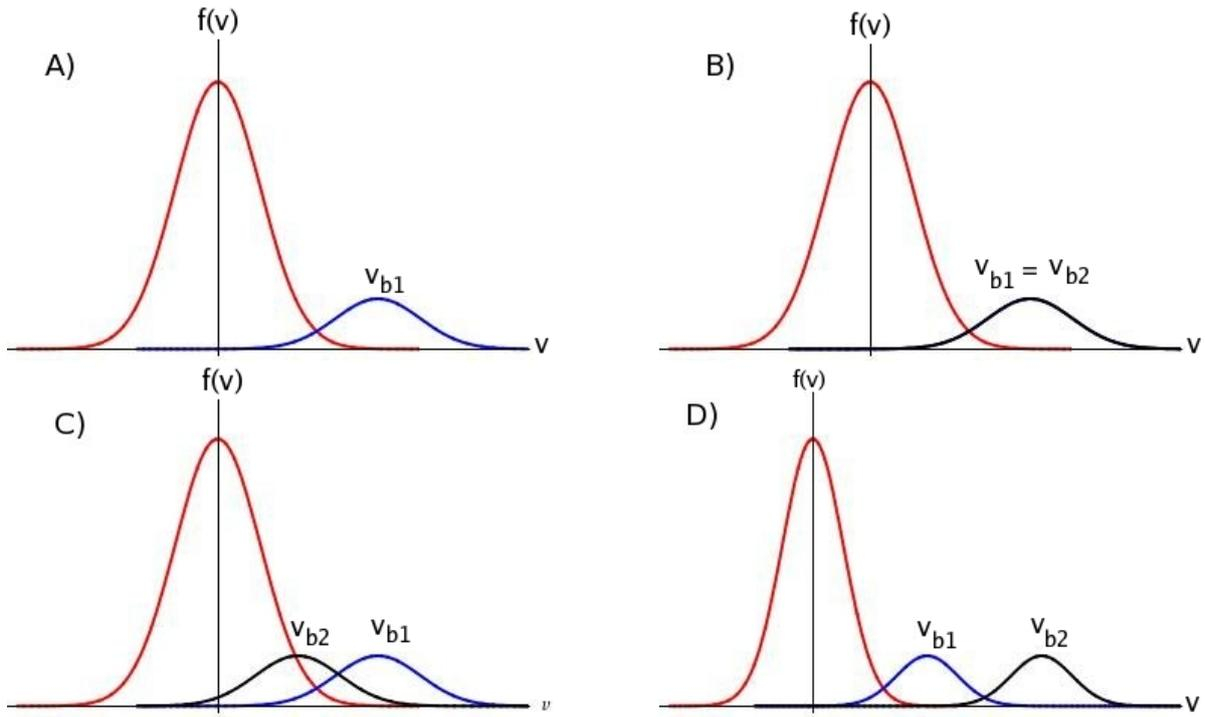 f(v)
A)
v_b1
v
f(v)
B)
v_b1 = v_b2
v
f(v)
C)
v_b2
v_b1
v
f(v)
D)
v_b1
v_b2
v